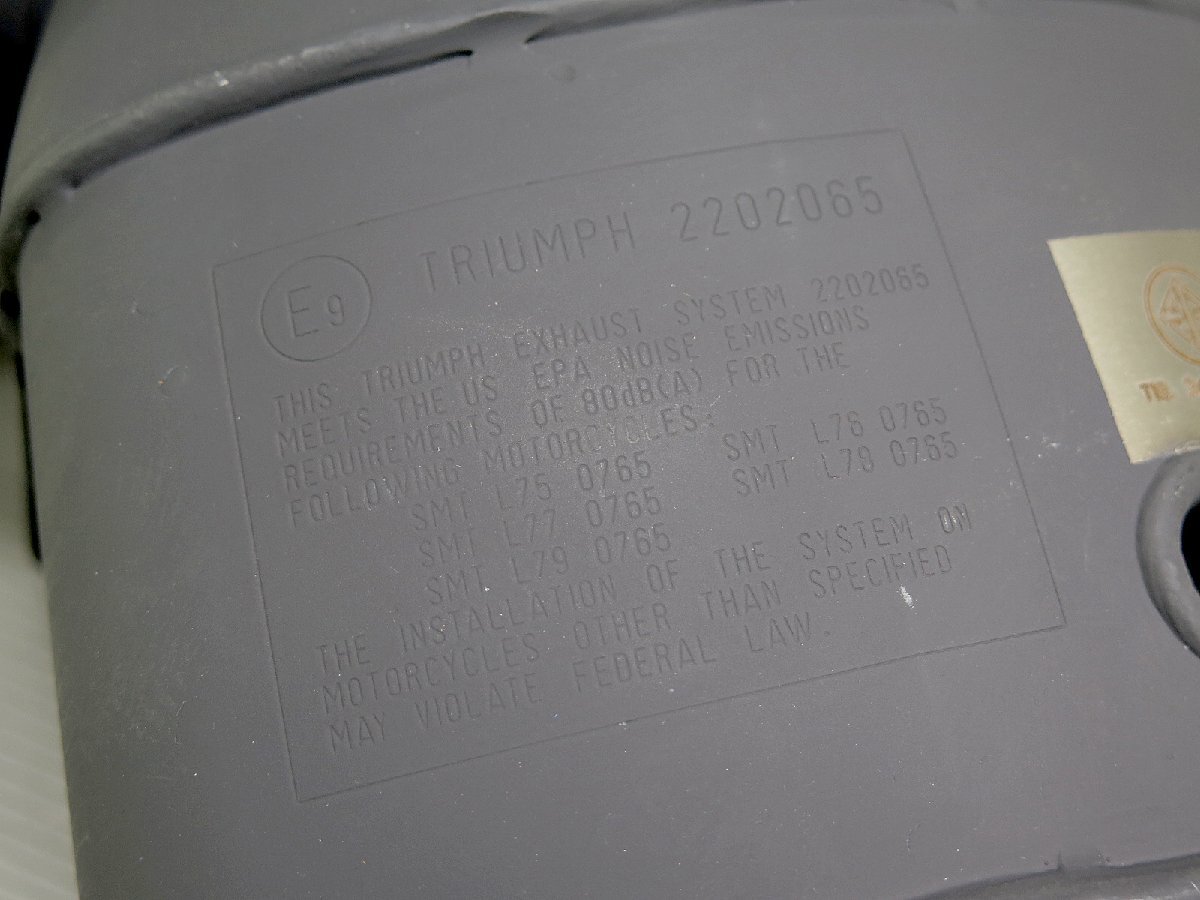 E9 TRIUMPH 2202065
THIS TRIUMPH EXHAUST SYSTEM 2202065
MEETS THE US EPA NOISE EMISSIONS
REQUIREMENTS OF 80dB(A) FOR THE
FOLLOWING MOTORCYCLES:
SMT L75 0765 SMT L76 0765
SMT L77 0765 SMT L78 0765
SMT L79 0765
THE INSTALLATION OF THE SYSTEM ON
MOTORCYCLES OTHER THAN SPECIFIED
MAY VIOLATE FEDERAL LAW.